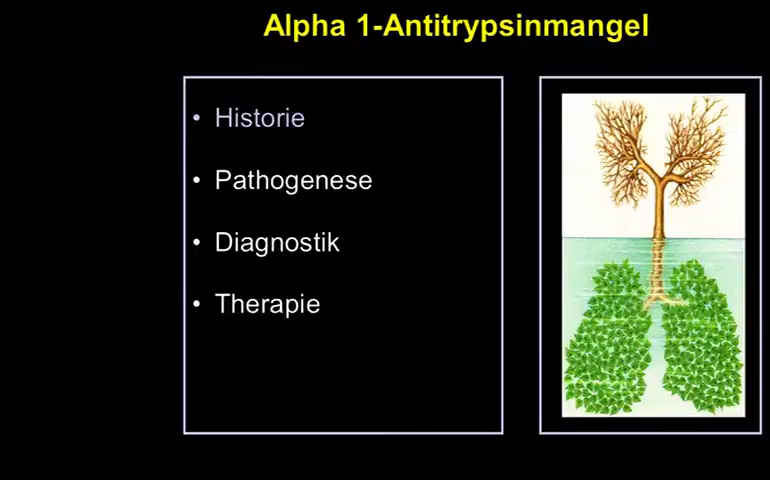 Alpha 1-Antitrypsinmangel
• Historie
• Pathogenese
• Diagnostik
• Therapie